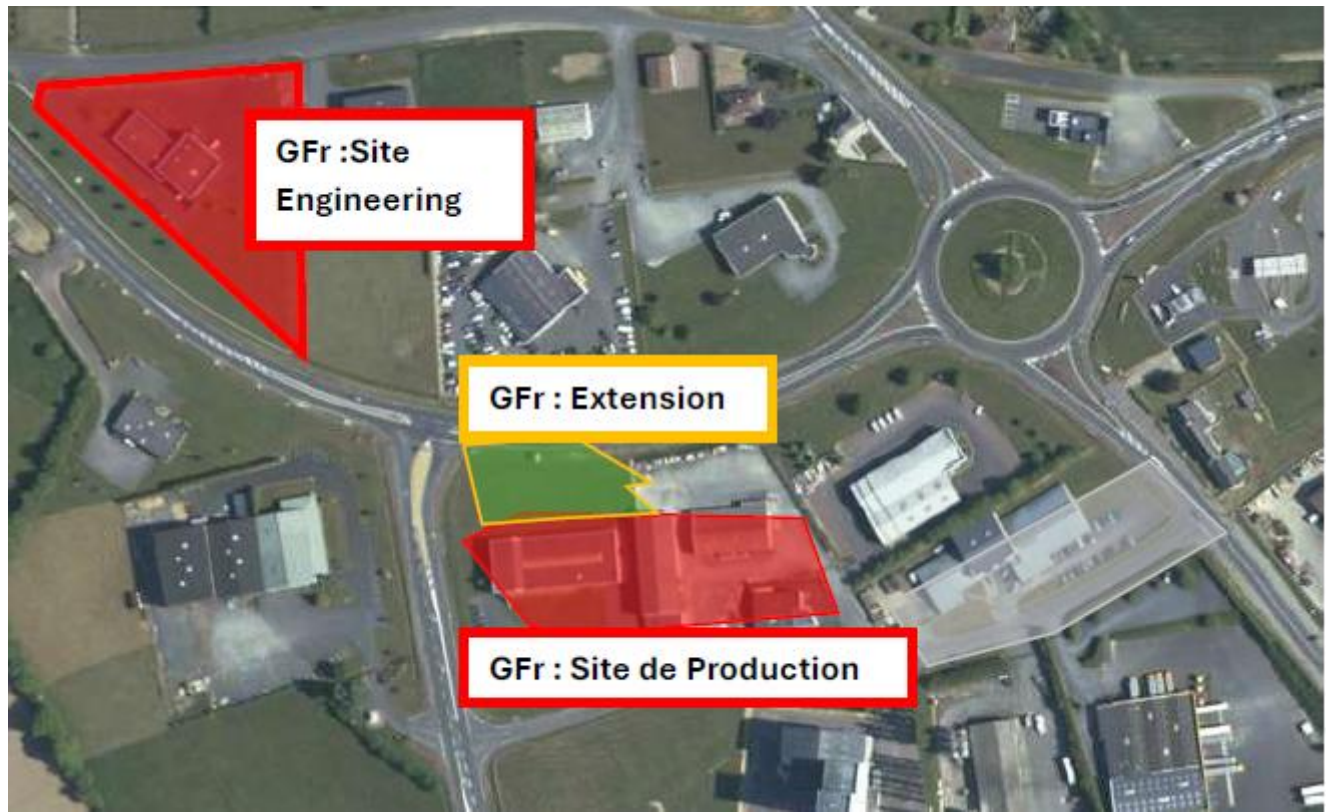 GFr :Site
Engineering
GFr : Extension
GFr : Site de Production